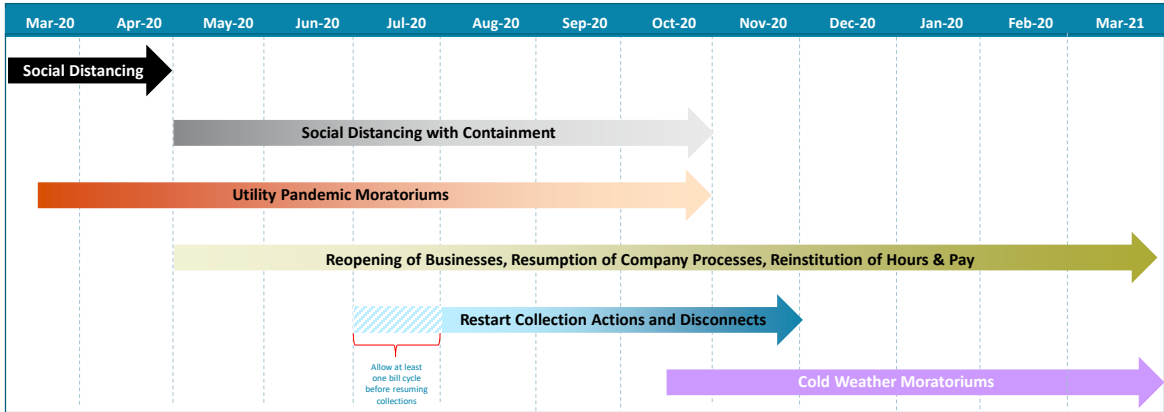 Mar-20 Apr-20 May-20 Jun-20 Jul-20 Aug-20 Sep-20 Oct-20 Nov-20 Dec-20 Jan-20 Feb-20 Mar-21
Social Distancing
Social Distancing with Containment
Utility Pandemic Moratoriums
Reopening of Businesses, Resumption of Company Processes, Reinstitution of Hours & Pay
Restart Collection Actions and Disconnects
Allow at least
one bill cycle
before resuming
collections
Cold Weather Moratoriums